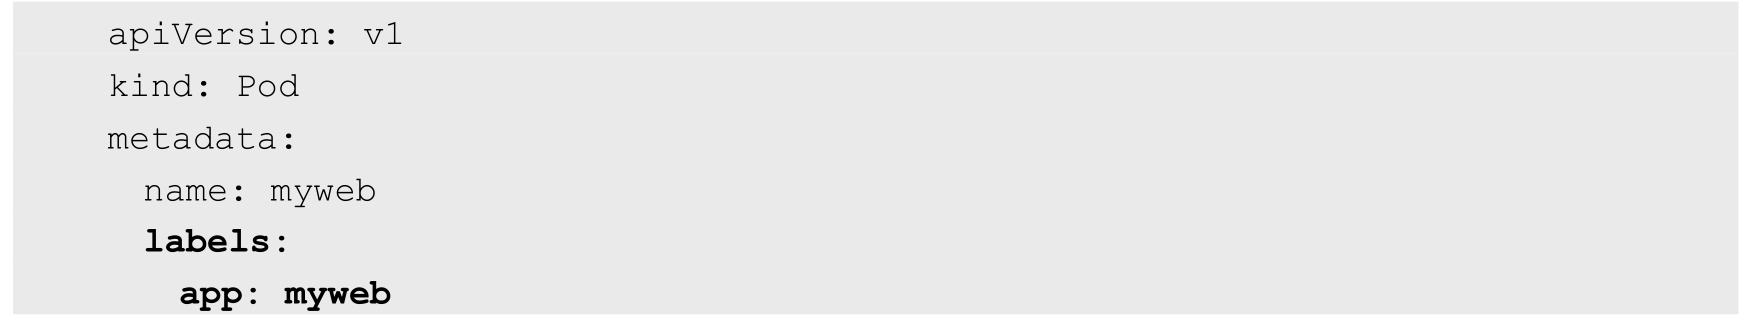 apiVersion: v1
kind: Pod
metadata:
  name: myweb
  labels:
    app: myweb